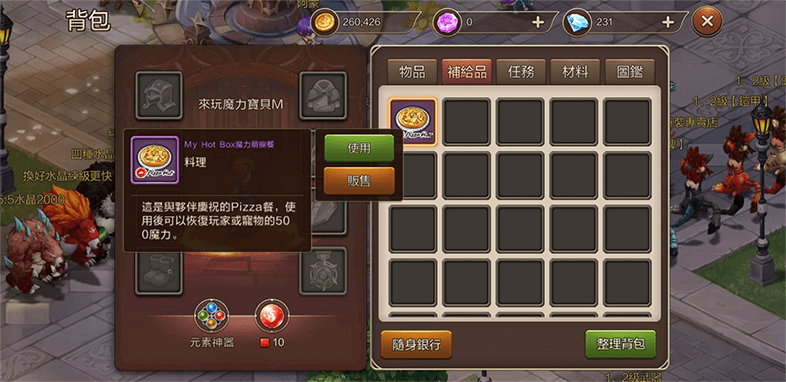 背包
阿蒙
260,426
0
231
物品
補給品
任務
材料
圖鑑
來玩魔力寶貝M
My Hot Box魔力萌寵餐
料理
使用
販售
這是與夥伴慶祝的Pizza餐，使
用後可以恢復玩家或寵物的50
0魔力。
Pizza Hut
四種水晶
換好水晶練級更快
5:5水晶2000
1、2級【
1、2級【鎧甲】
裝專賣店
元素神器
10
隨身銀行
整理背包
1、2級武器